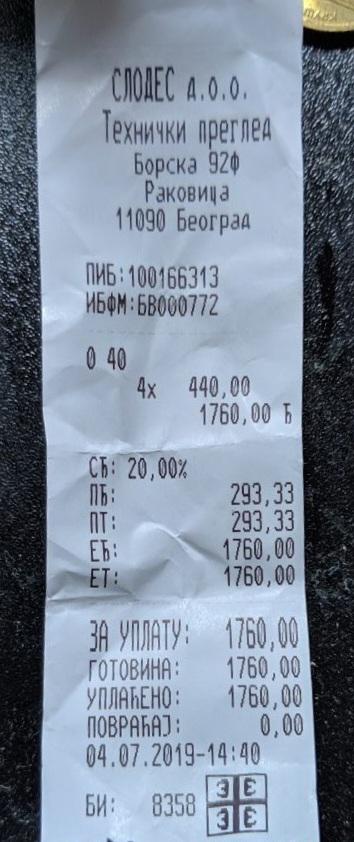 СЛОДЕС д.о.о.
Технички преглед
Борска 92ф
Раковица
11090 Београд
ПИБ:100166313
ИБФМ:БВ000772
0 40
4x 440,00
1760,00 Ђ
СЂ: 20,00%
ПЂ: 293,33
ПТ: 293,33
ЕЂ: 1760,00
ЕТ: 1760,00
ЗА УПЛАТУ: 1760,00
ГОТОВИНА: 1760,00
УПЛАЋЕНО: 1760,00
ПОВРАЋАЈ: 0,00
04.07.2019-14:40
БИ: 8358